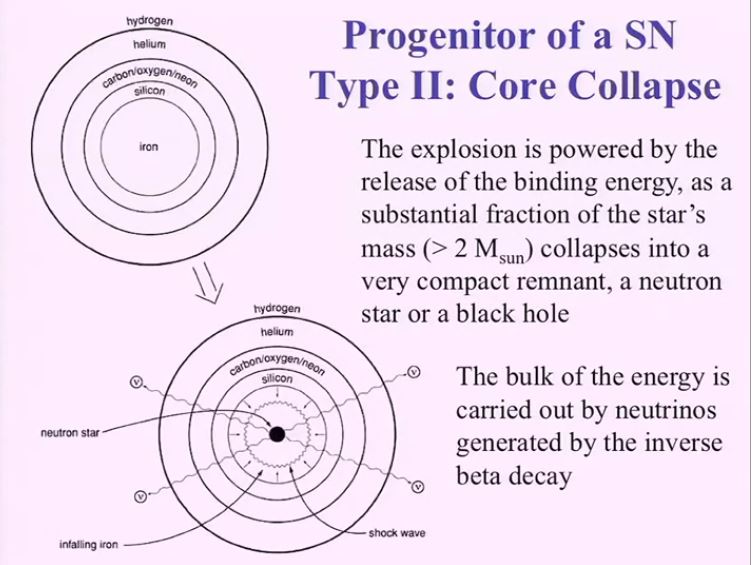 Progenitor of a SN
Type II: Core Collapse
hydrogen
helium
carbon/oxygen/neon
silicon
iron
The explosion is powered by the
release of the binding energy, as a
substantial fraction of the star's
mass (> 2 Msun) collapses into a
very compact remnant, a neutron
star or a black hole
hydrogen
helium
carbon/oxygen/neon
silicon
ν
ν
neutron star
ν
ν
infalling iron
shock wave
The bulk of the energy is
carried out by neutrinos
generated by the inverse
beta decay